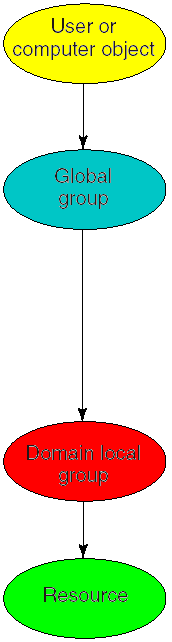 User or
computer object
Global
group
Domain local
group
Resource